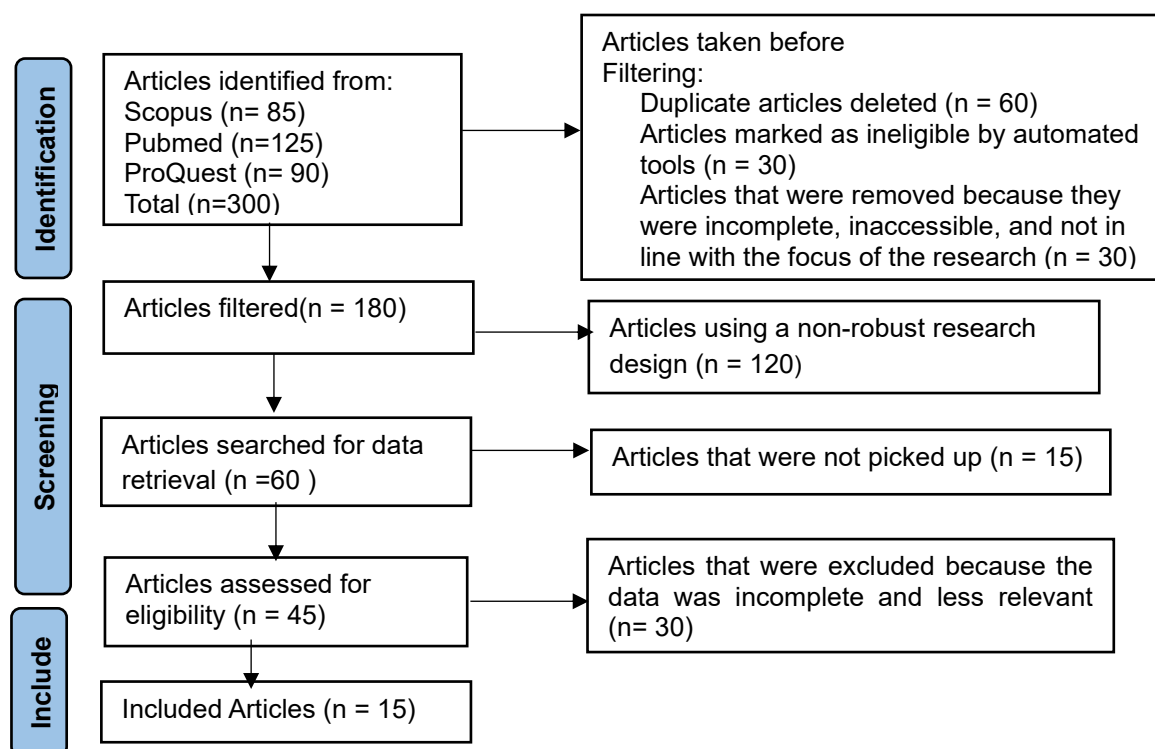 Identification
Articles identified from:
Scopus (n= 85)
Pubmed (n=125)
ProQuest (n= 90)
Total (n=300)
Articles taken before
Filtering:
Duplicate articles deleted (n = 60)
Articles marked as ineligible by automated
tools (n = 30)
Articles that were removed because they
were incomplete, inaccessible, and not in
line with the focus of the research (n = 30)
Screening
Articles filtered(n = 180)
Articles using a non-robust research
design (n = 120)
Articles searched for data
retrieval (n =60 )
Articles that were not picked up (n = 15)
Articles assessed for
eligibility (n = 45)
Articles that were excluded because the
data was incomplete and less relevant
(n= 30)
Include
Included Articles (n = 15)